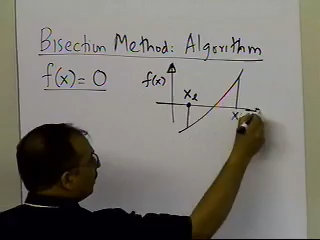 Bisection Method: Algorithm
f(x) = 0
f(x)
xℓ
x